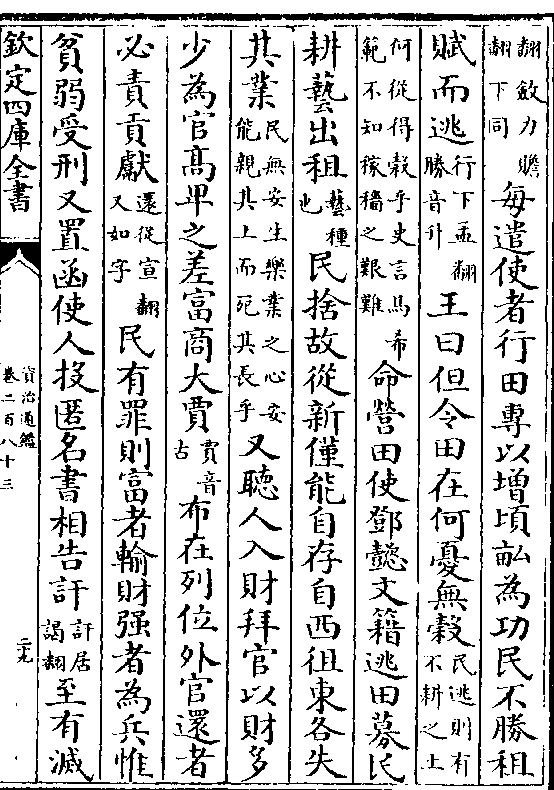 翻斂力贍翻下同每遣使者行田專以增頃畝為功民不勝租
賦而逃行下孟翻勝音升王曰但令田在何憂無穀民逃則有不耕之土
何從得穀乎史言馬希範不知稼穡之艱難命營田使鄧懿文籍逃田募民
耕藝出租藝種也民捨故從新僅能自存自西徂東各失
其業民無安生樂業之心安能親其上而死其長乎又聽人入財拜官以財多
少為官髙卑之差富商大賈賈音古布在列位外官還者
必責貢獻還從宣翻又如字民有罪則富者輸財强者為兵惟
貧弱受刑又置函使人投匿名書相告訐訐居謁翻至有滅
欽定四庫全書
資治通鑑
卷二百八十三
二十九